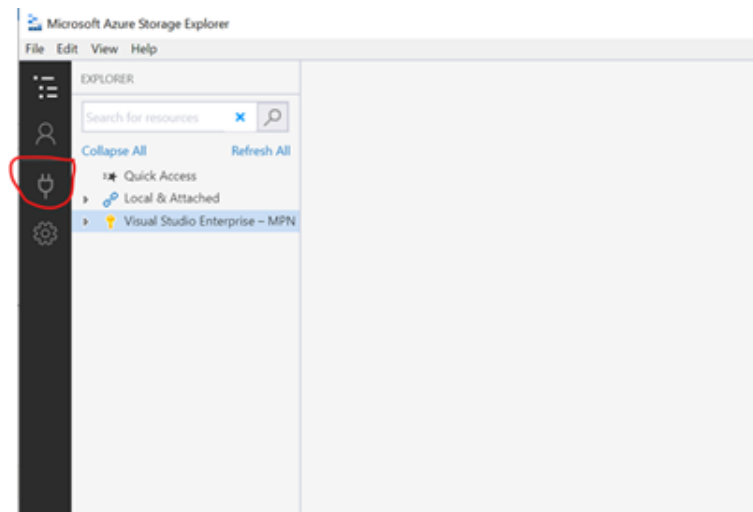 Microsoft Azure Storage Explorer
File Edit View Help
EXPLORER
Search for resources
Collapse All Refresh All
Quick Access
Local & Attached
Visual Studio Enterprise – MPN